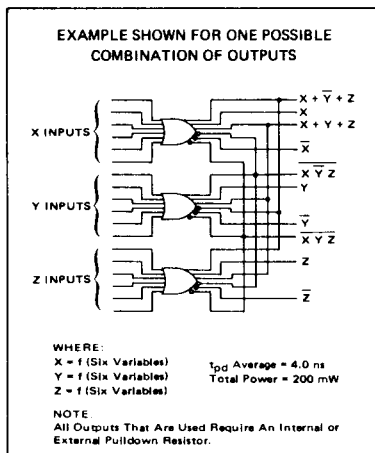 EXAMPLE SHOWN FOR ONE POSSIBLE
COMBINATION OF OUTPUTS
X INPUTS
Y INPUTS
Z INPUTS
X + Y̅ + Z
X
X + Y + Z
X̅
X̅ ̅Y̅̅ ̅Z̅
Y
Y̅
X̅ ̅Y̅ ̅Z̅
Z
Z̅
WHERE:
X = f (Six Variables)
Y = f (Six Variables)
Z = f (Six Variables)
tpd Average = 4.0 ns
Total Power = 200 mW
NOTE:
All Outputs That Are Used Require An Internal or
External Pulldown Resistor.